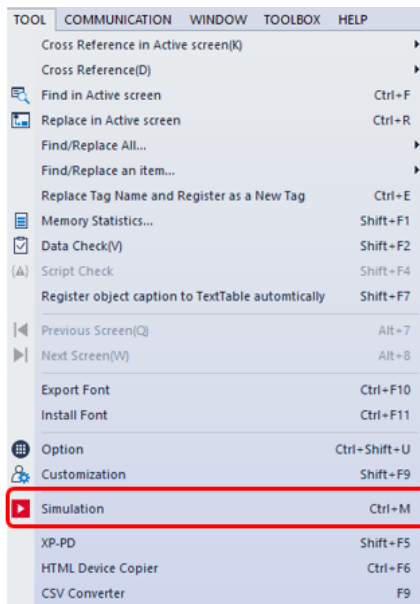 TOOL COMMUNICATION WINDOW TOOLBOX HELP
Cross Reference in Active screen(K)
Cross Reference(D)
Find in Active screen Ctrl+F
Replace in Active screen Ctrl+R
Find/Replace All...
Find/Replace an item...
Replace Tag Name and Register as a New Tag Ctrl+E
Memory Statistics... Shift+F1
Data Check(V) Shift+F2
Script Check Shift+F4
Register object caption to TextTable automtically Shift+F7
Previous Screen(Q) Alt+7
Next Screen(W) Alt+8
Export Font Ctrl+F10
Install Font Ctrl+F11
Option Ctrl+Shift+U
Customization Shift+F9
Simulation Ctrl+M
XP-PD Shift+F5
HTML Device Copier Ctrl+F6
CSV Converter F9